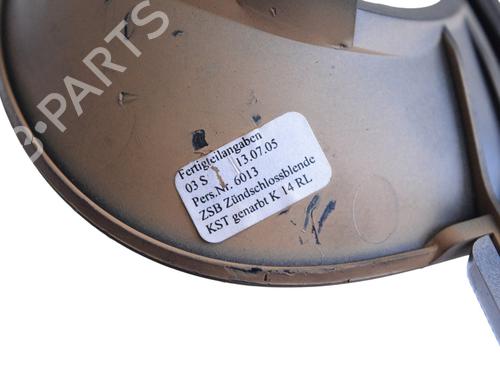 B-PARTS
Fertigteilangaben
03 S 13.07.05
Pers.Nr. 6013
ZSB Zündschlossblende
KST genarbt K 14 RL